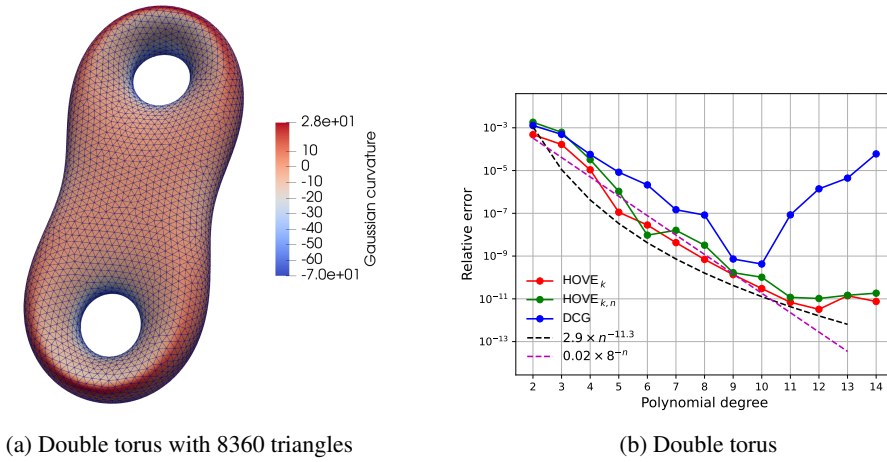 2.8e+01
10
0
-10
-20
-30
-40
-50
-60
-7.0e+01
Gaussian curvature
(a) Double torus with 8360 triangles
Relative error
10⁻³
10⁻⁵
10⁻⁷
10⁻⁹
10⁻¹¹
10⁻¹³
HOVEₖ
HOVEₖ,ₙ
DCG
2.9 × n⁻¹¹·³
0.02 × 8⁻ⁿ
2 3 4 5 6 7 8 9 10 11 12 13 14
Polynomial degree
(b) Double torus